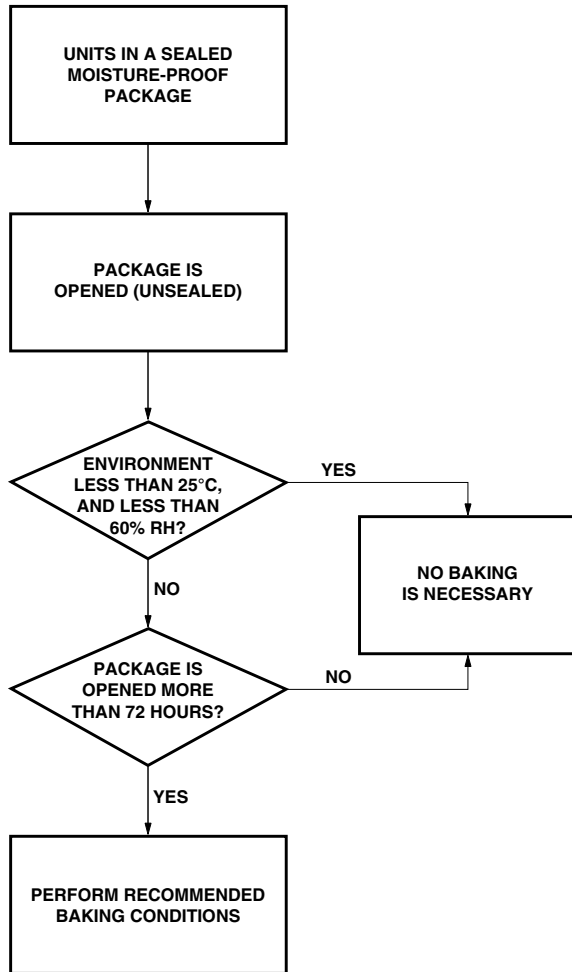 UNITS IN A SEALED
MOISTURE-PROOF
PACKAGE
PACKAGE IS
OPENED (UNSEALED)
ENVIRONMENT
LESS THAN 25°C,
AND LESS THAN
60% RH?
YES
NO BAKING
IS NECESSARY
NO
PACKAGE IS
OPENED MORE
THAN 72 HOURS?
NO
YES
PERFORM RECOMMENDED
BAKING CONDITIONS